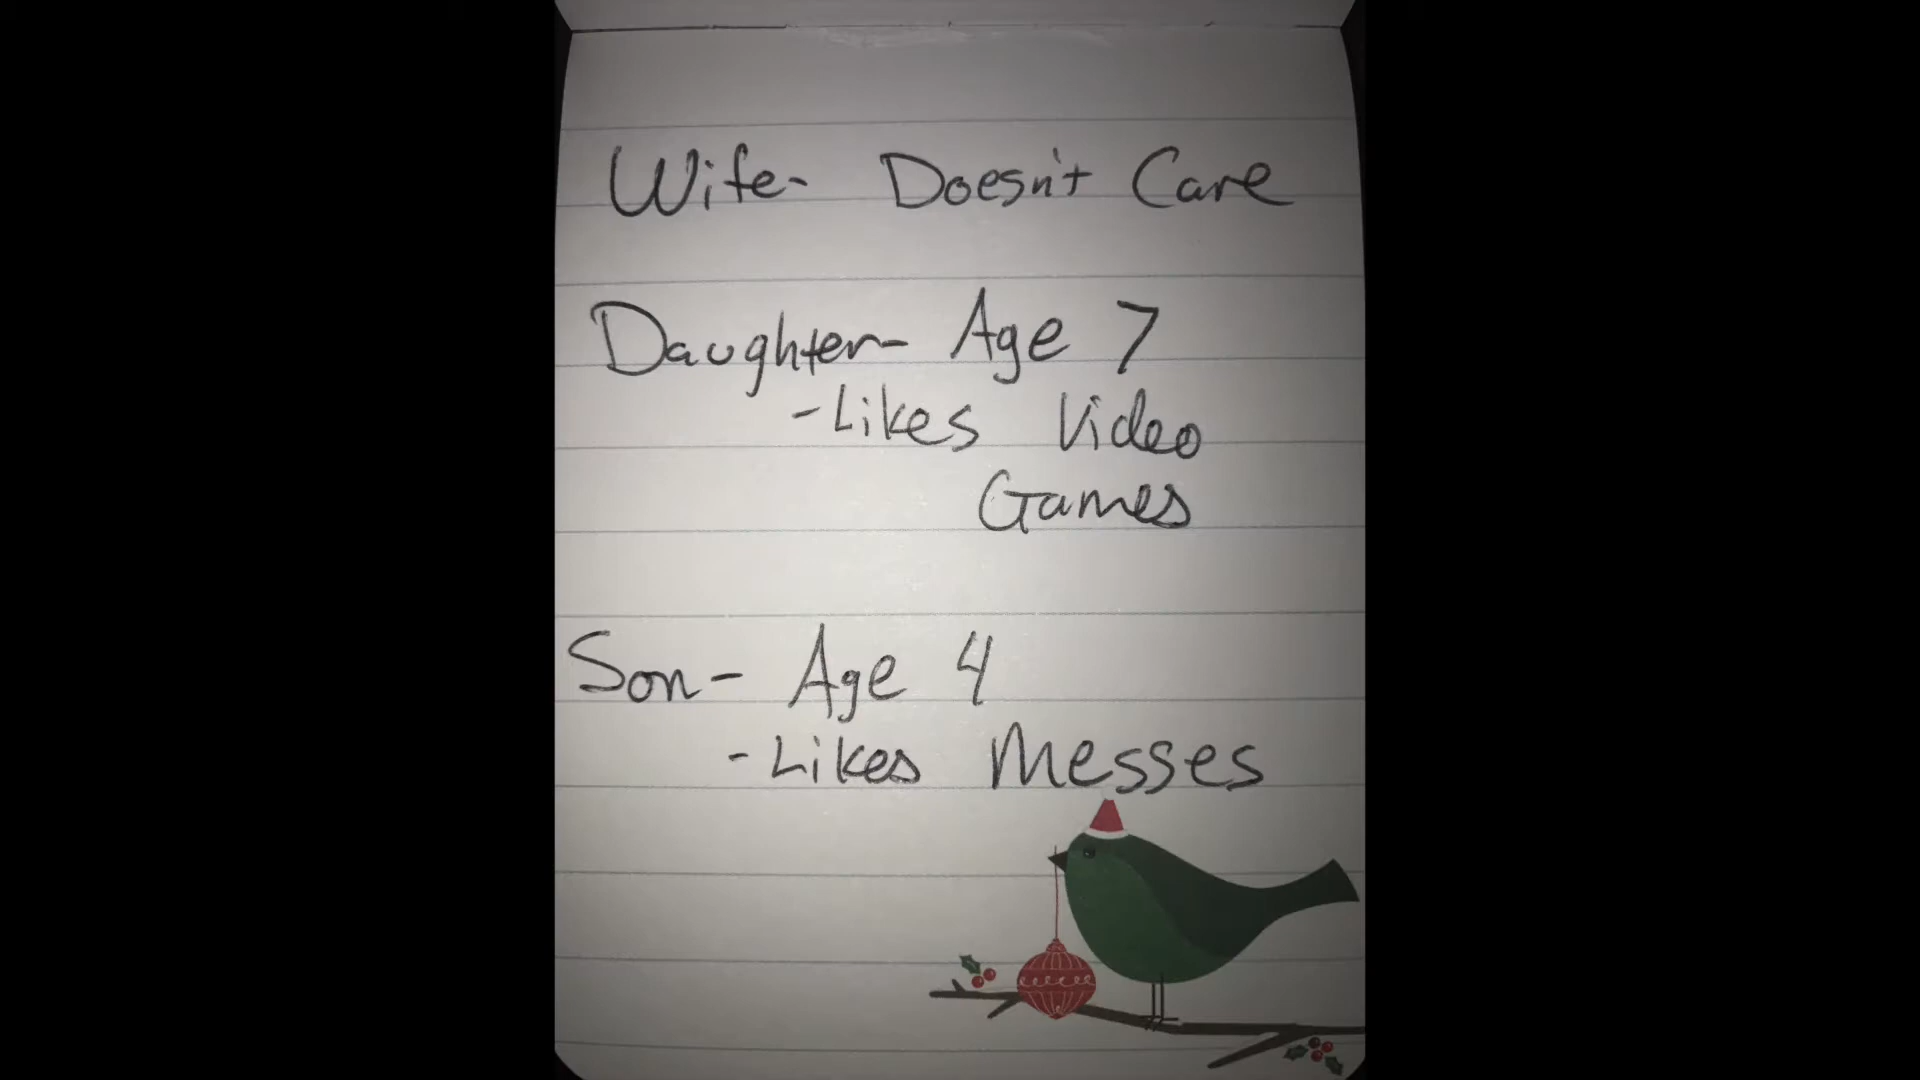 Wife- Doesn't Care
Daughter- Age 7
-Likes Video
Games
Son- Age 4
-Likes Messes